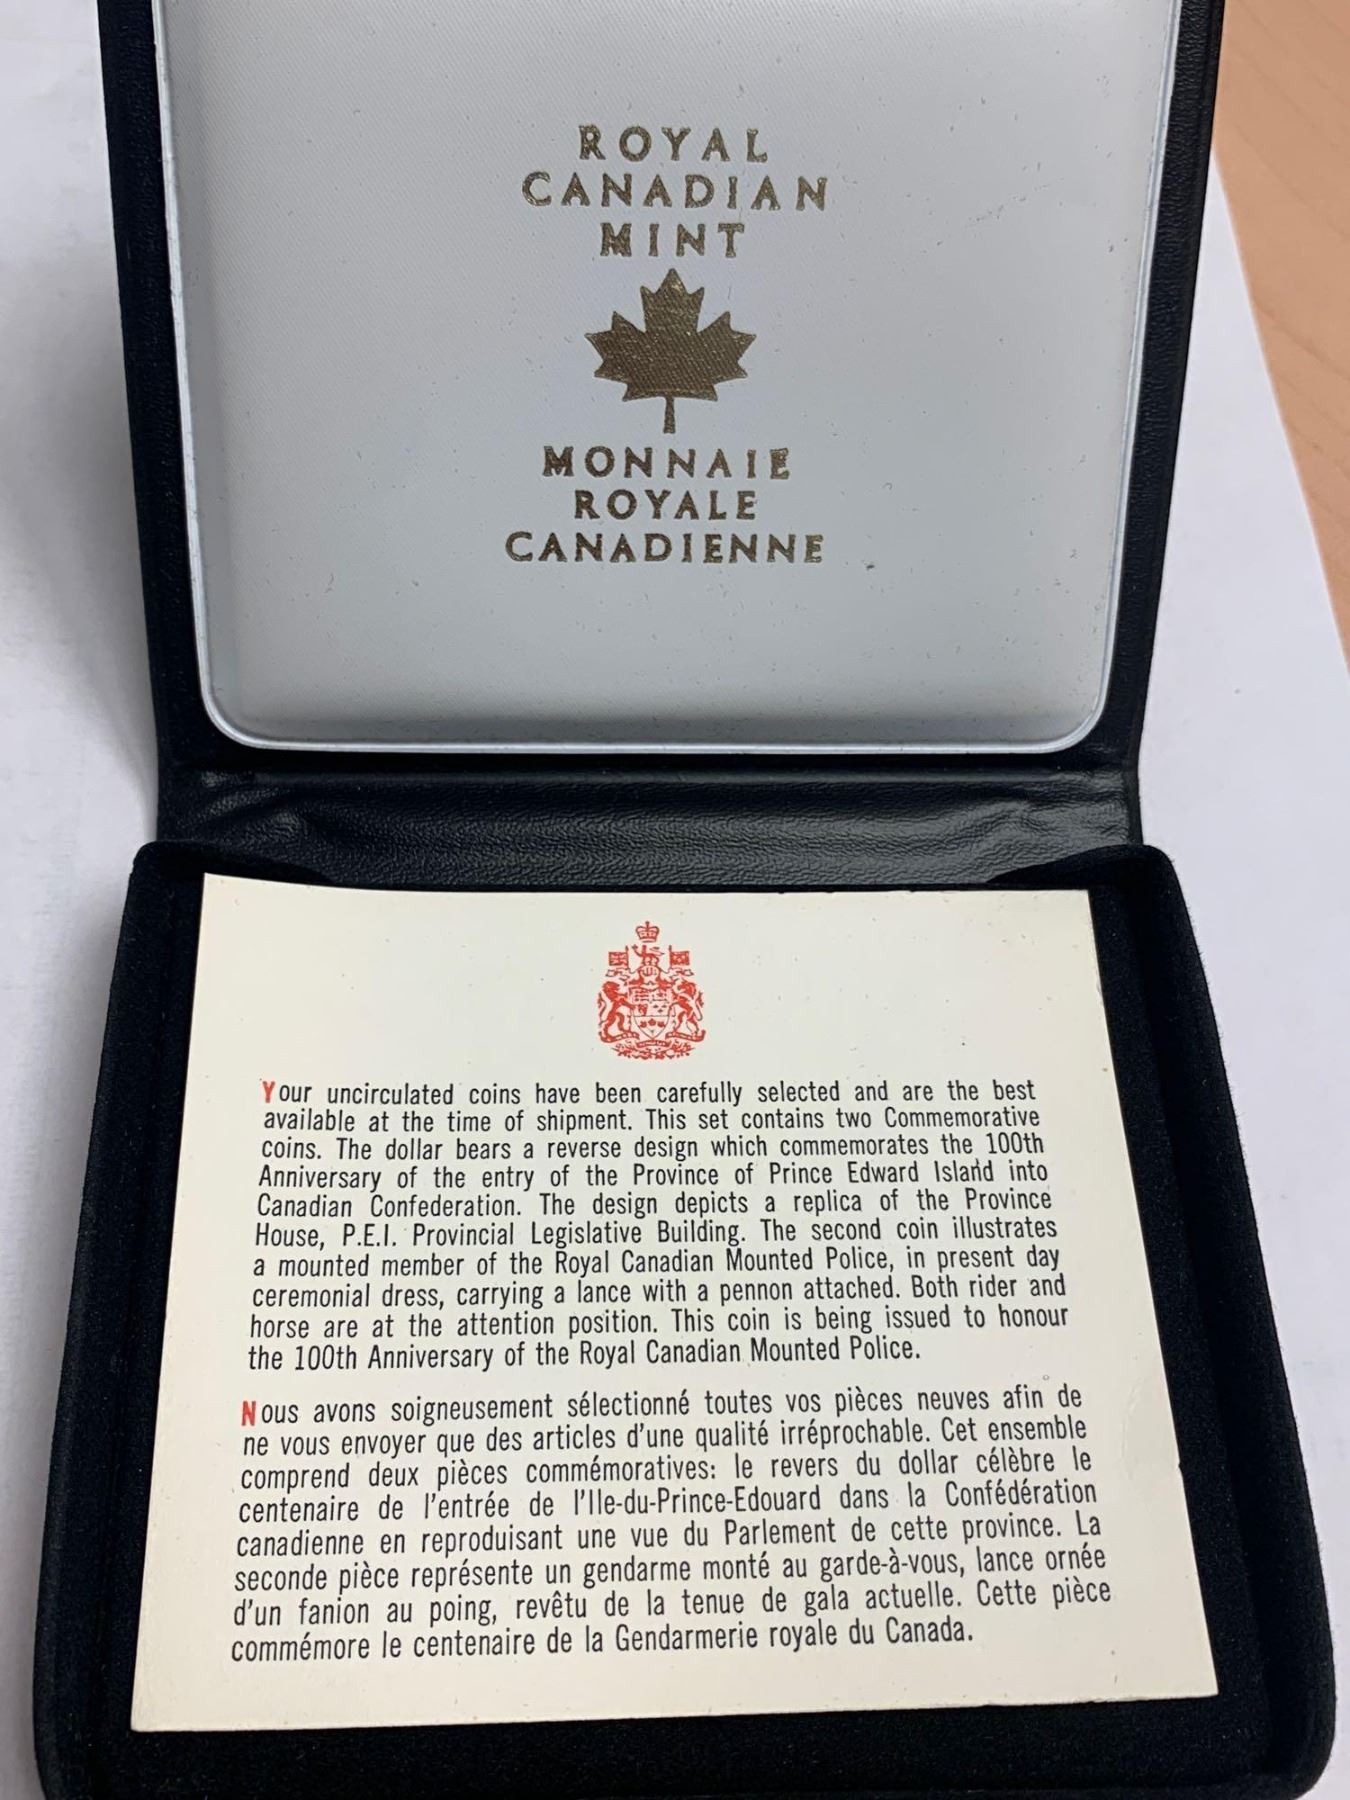 ROYAL
CANADIAN
MINT
MONNAIE
ROYALE
CANADIENNE
Your uncirculated coins have been carefully selected and are the best
available at the time of shipment. This set contains two Commemorative
coins. The dollar bears a reverse design which commemorates the 100th
Anniversary of the entry of the Province of Prince Edward Island into
Canadian Confederation. The design depicts a replica of the Province
House, P.E.I. Provincial Legislative Building. The second coin illustrates
a mounted member of the Royal Canadian Mounted Police, in present day
ceremonial dress, carrying a lance with a pennon attached. Both rider and
horse are at the attention position. This coin is being issued to honour
the 100th Anniversary of the Royal Canadian Mounted Police.
Nous avons soigneusement sélectionné toutes vos pièces neuves afin de
ne vous envoyer que des articles d'une qualité irréprochable. Cet ensemble
comprend deux pièces commémoratives: le revers du dollar célèbre le
centenaire de l'entrée de l'Ile-du-Prince-Edouard dans la Confédération
canadienne en reproduisant une vue du Parlement de cette province. La
seconde pièce représente un gendarme monté au garde-à-vous, lance ornée
d'un fanion au poing, revêtu de la tenue de gala actuelle. Cette pièce
commémore le centenaire de la Gendarmerie royale du Canada.